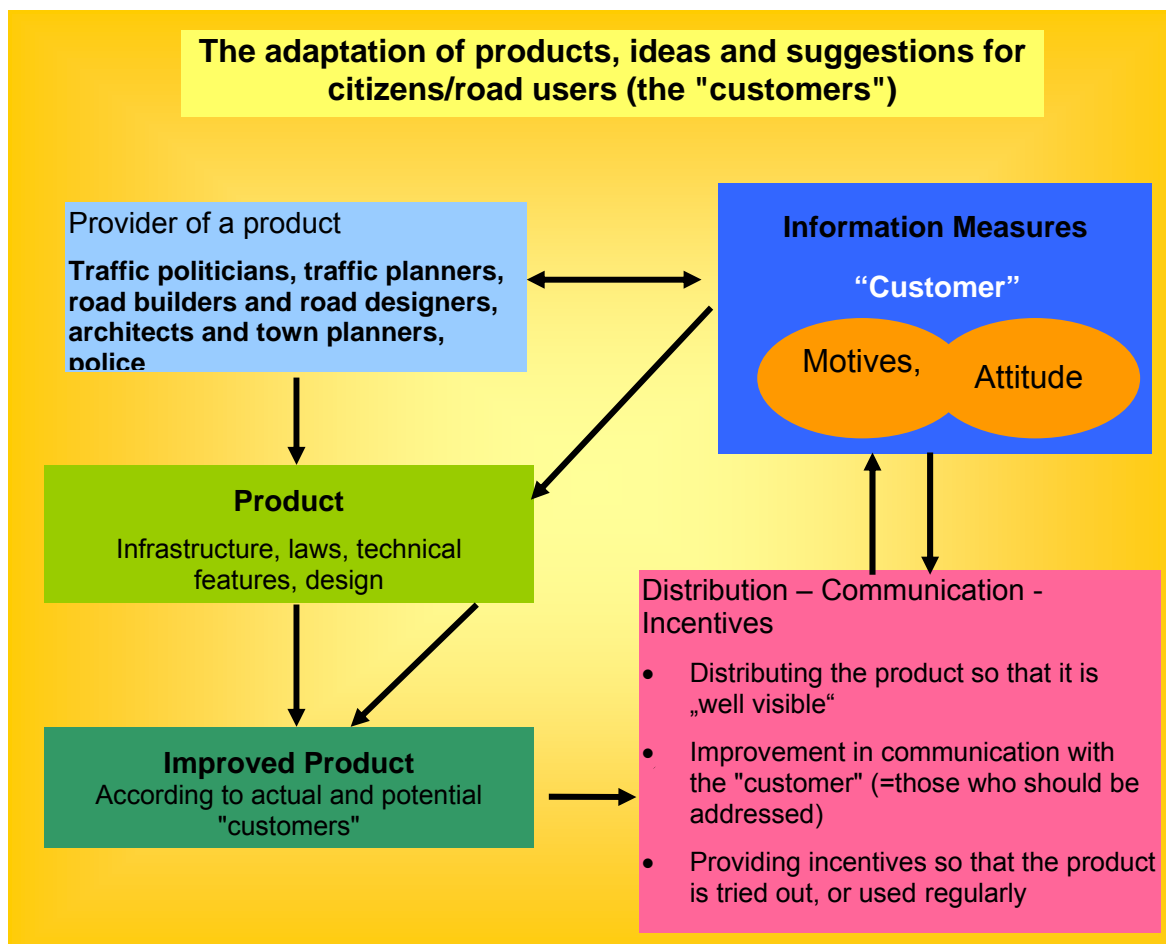 The adaptation of products, ideas and suggestions for
citizens/road users (the "customers")
Provider of a product
Traffic politicians, traffic planners,
road builders and road designers,
architects and town planners,
police
Information Measures
“Customer”
Motives,
Attitude
Product
Infrastructure, laws, technical
features, design
Improved Product
According to actual and potential
"customers"
Distribution – Communication -
Incentives
• Distributing the product so that it is
„well visible“
• Improvement in communication with
the "customer" (=those who should be
addressed)
• Providing incentives so that the product
is tried out, or used regularly